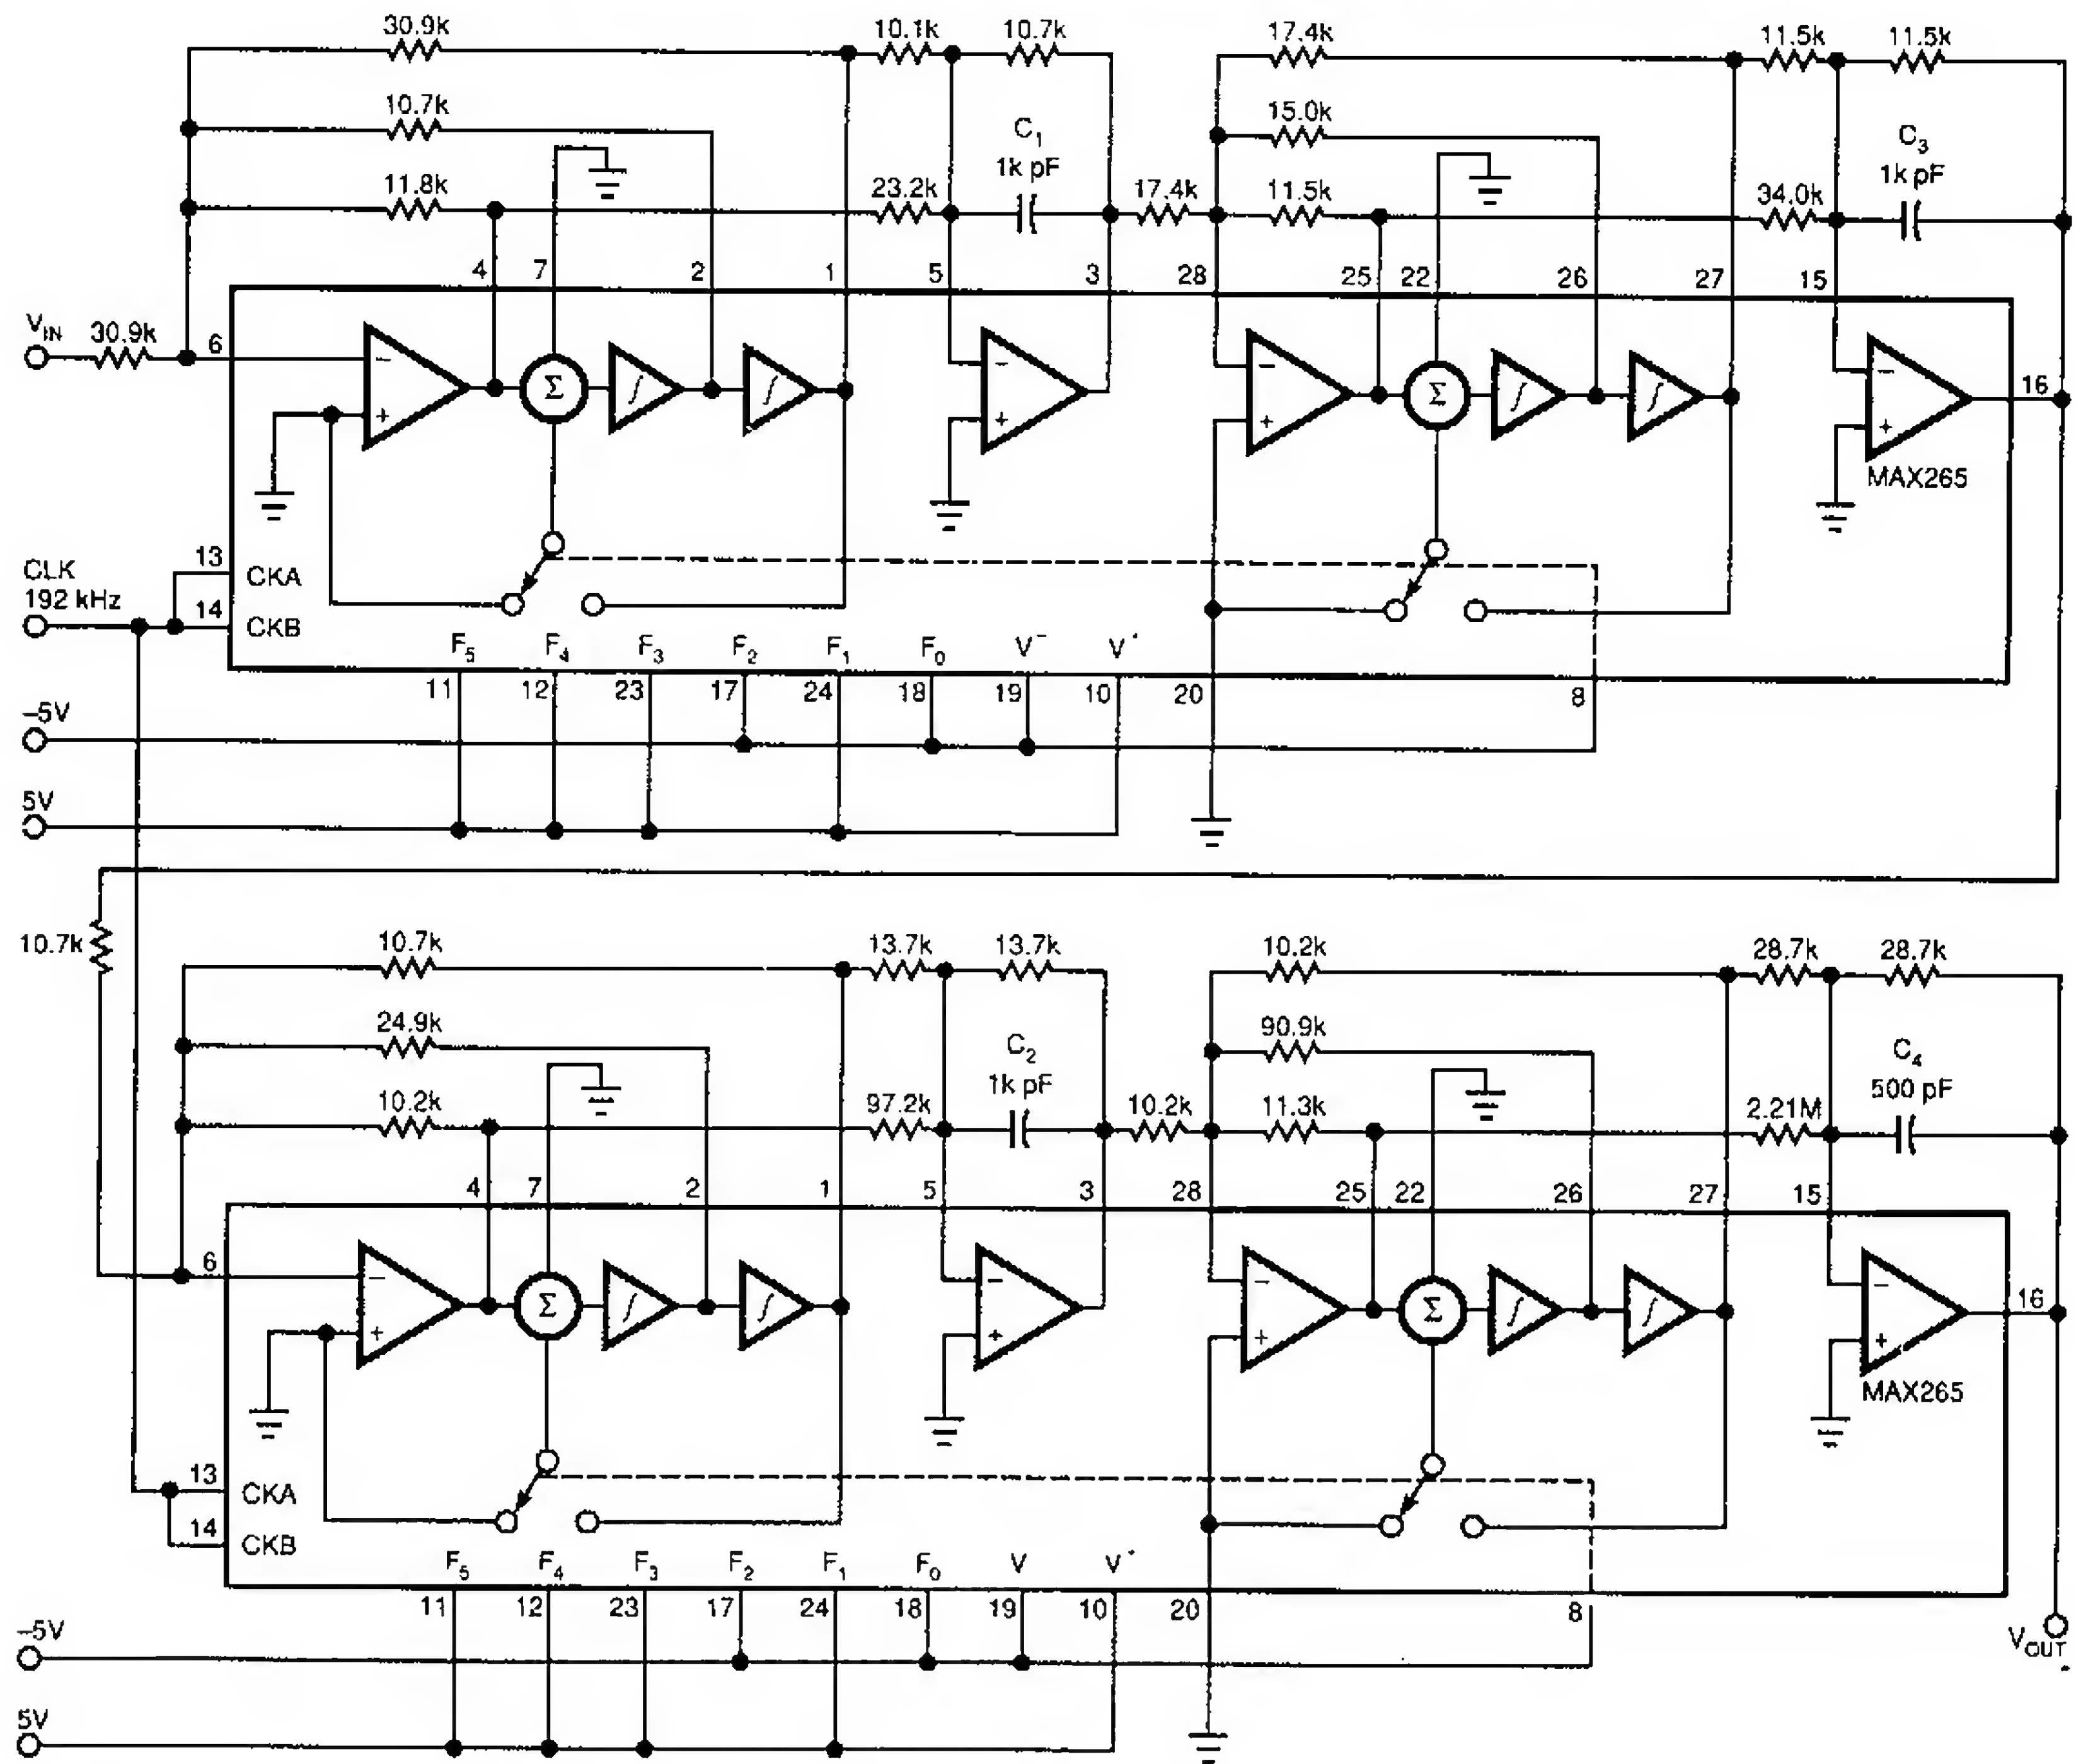 30.9k 10.1k 10.7k 17.4k 11.5k 11.5k
10.7k C1 15.0k C3
1k pF 1k pF
11.8k 23.2k 17.4k 11.5k 34.0k
4 7 2 1 5 3 28 25 22 26 27 15
VIN 30.9k 6
− Σ ∫ ∫ − − Σ ∫ ∫ −
+ + + +
16
MAX265
CLK 13 CKA
192 kHz 14 CKB
F5 F4 F3 F2 F1 F0 V− V+
11 12 23 17 24 18 19 10 20 8
–5V
5V
10.7k
10.7k 13.7k 13.7k 10.2k 28.7k 28.7k
24.9k C2 90.9k C4
1k pF 500 pF
10.2k 97.2k 10.2k 11.3k 2.21M
4 7 2 1 5 3 28 25 22 26 27 15
6
− Σ ∫ ∫ − − Σ ∫ ∫ −
+ + + +
16
MAX265
13 CKA
14 CKB
F5 F4 F3 F2 F1 F0 V V+
11 12 23 17 24 18 19 10 20 8
–5V
VOUT
5V